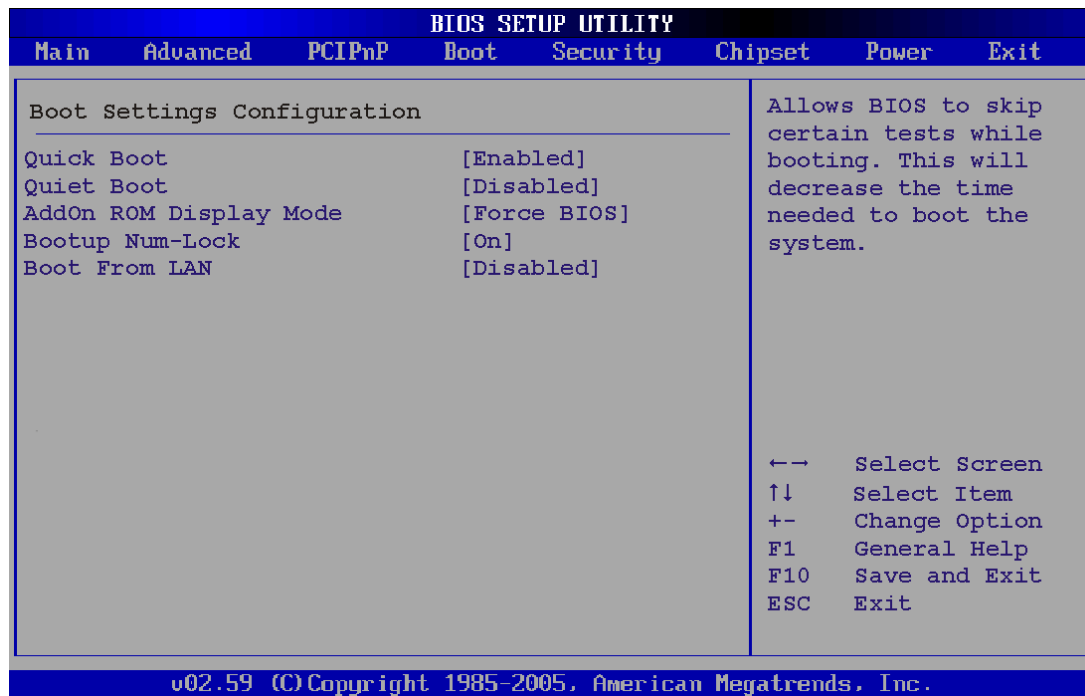 BIOS SETUP UTILITY
Main Advanced PCIPnP Boot Security Chipset Power Exit
Boot Settings Configuration
Quick Boot [Enabled]
Quiet Boot [Disabled]
AddOn ROM Display Mode [Force BIOS]
Bootup Num-Lock [On]
Boot From LAN [Disabled]
Allows BIOS to skip
certain tests while
booting. This will
decrease the time
needed to boot the
system.
←→ Select Screen
↑↓ Select Item
+- Change Option
F1 General Help
F10 Save and Exit
ESC Exit
v02.59 (C)Copyright 1985-2005, American Megatrends, Inc.